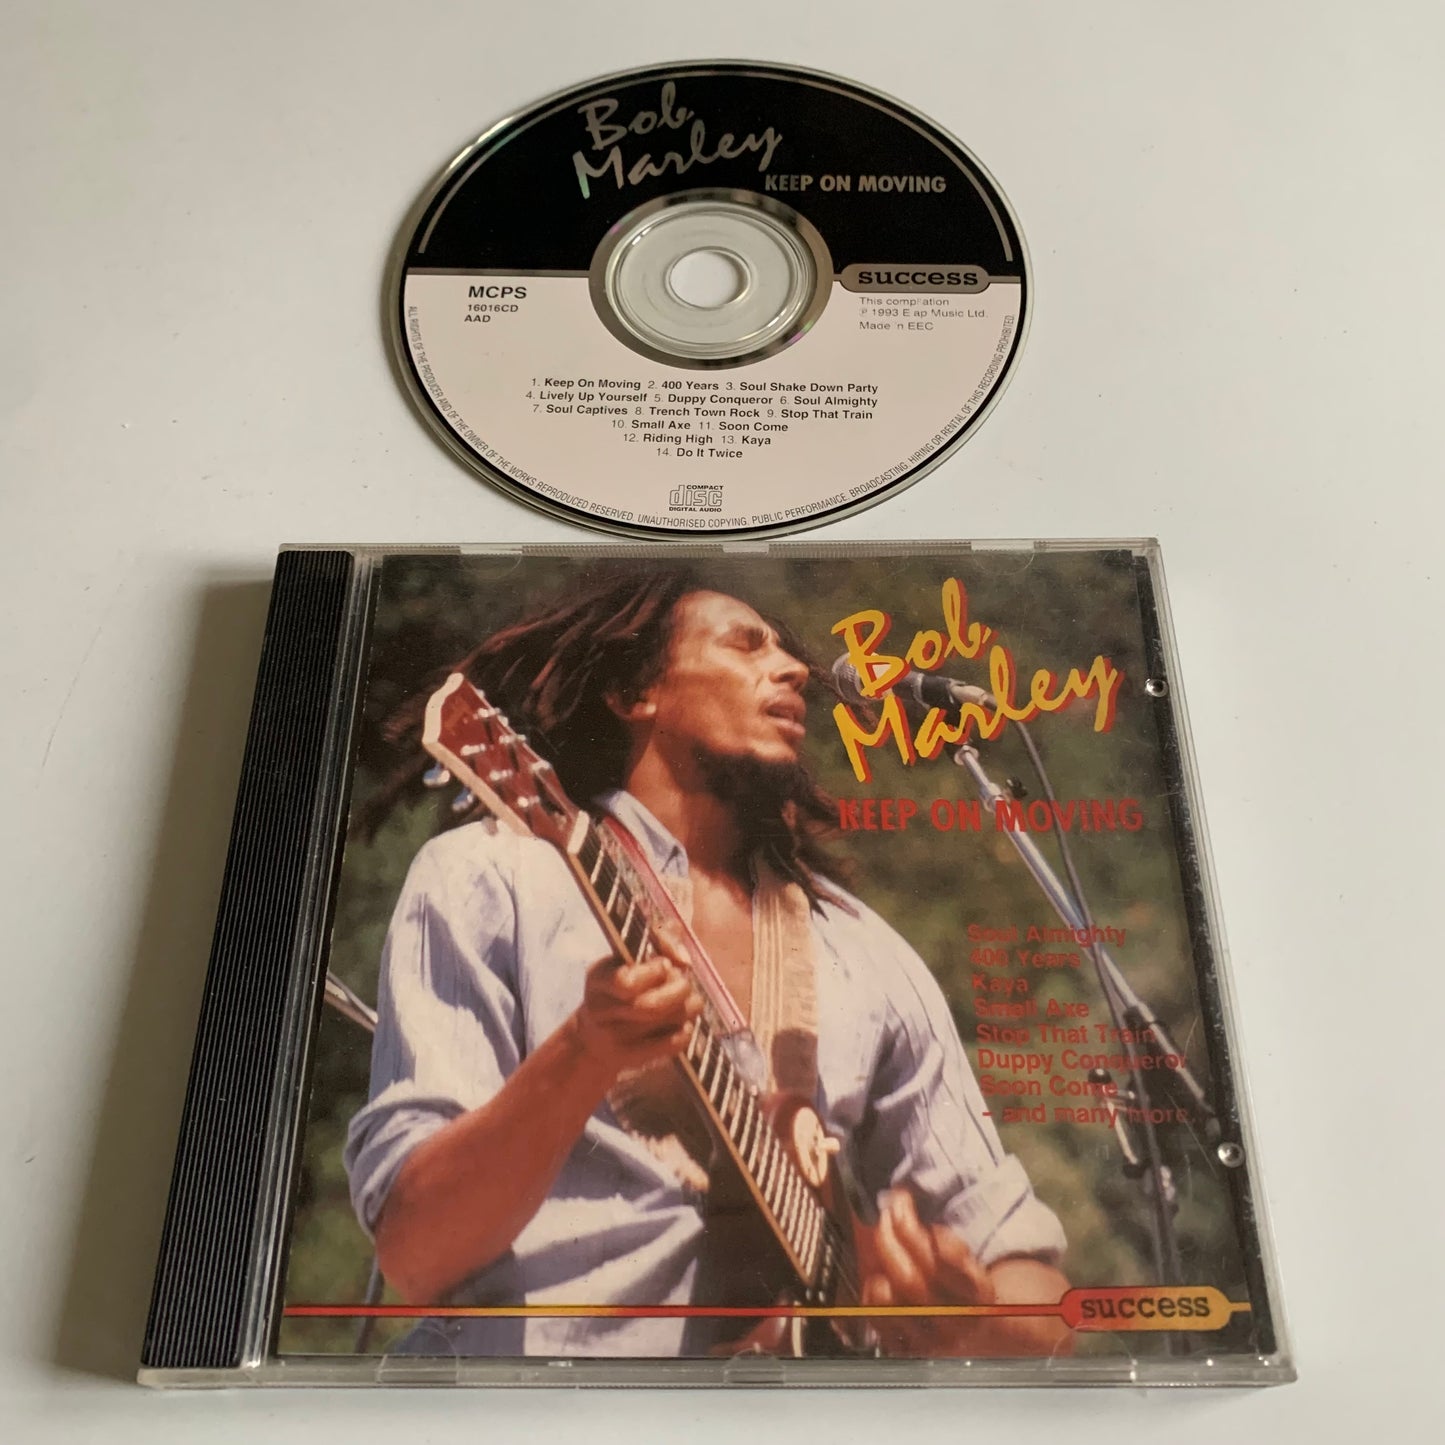 Bob
Marley
KEEP ON MOVING
success
MCPS
16016CD
AAD
This compilation
℗ 1993 Elap Music Ltd.
Made in EEC
1. Keep On Moving 2. 400 Years 3. Soul Shake Down Party
4. Lively Up Yourself 5. Duppy Conqueror 6. Soul Almighty
7. Soul Captives 8. Trench Town Rock 9. Stop That Train
10. Small Axe 11. Soon Come
12. Riding High 13. Kaya
14. Do It Twice
COMPACT
disc
DIGITAL AUDIO
ALL RIGHTS OF THE PRODUCER AND OF THE OWNER OF THE WORKS REPRODUCED RESERVED. UNAUTHORISED COPYING, PUBLIC PERFORMANCE, BROADCASTING, HIRING OR RENTAL OF THIS RECORDING PROHIBITED.
Bob
Marley
KEEP ON MOVING
Soul Almighty
400 Years
Kaya
Small Axe
Stop That Train
Duppy Conqueror
Soon Come
- and many more.
success